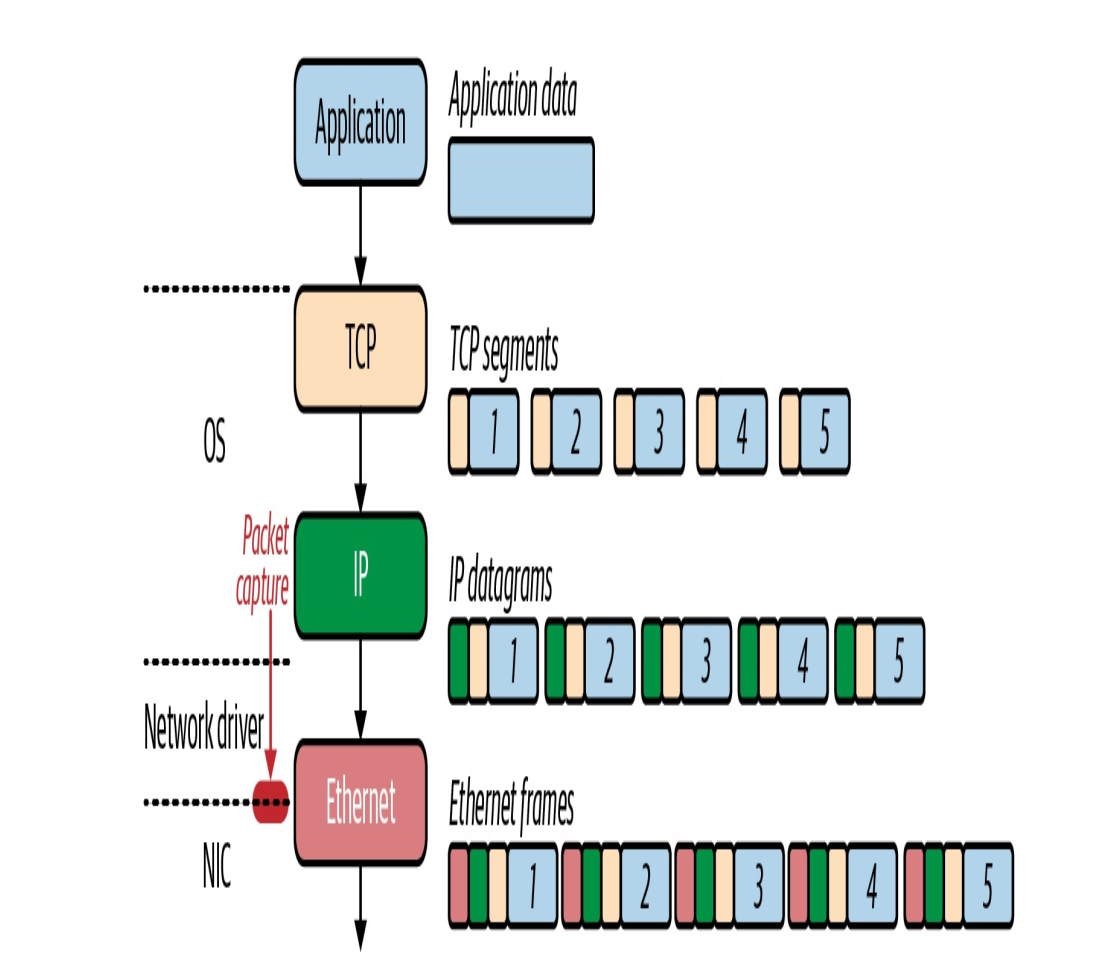 Application
Application data
TCP
TCP segments
1 2 3 4 5
OS
Packet
capture
IP
IP datagrams
1 2 3 4 5
Network driver
Ethernet
Ethernet frames
1 2 3 4 5
NIC